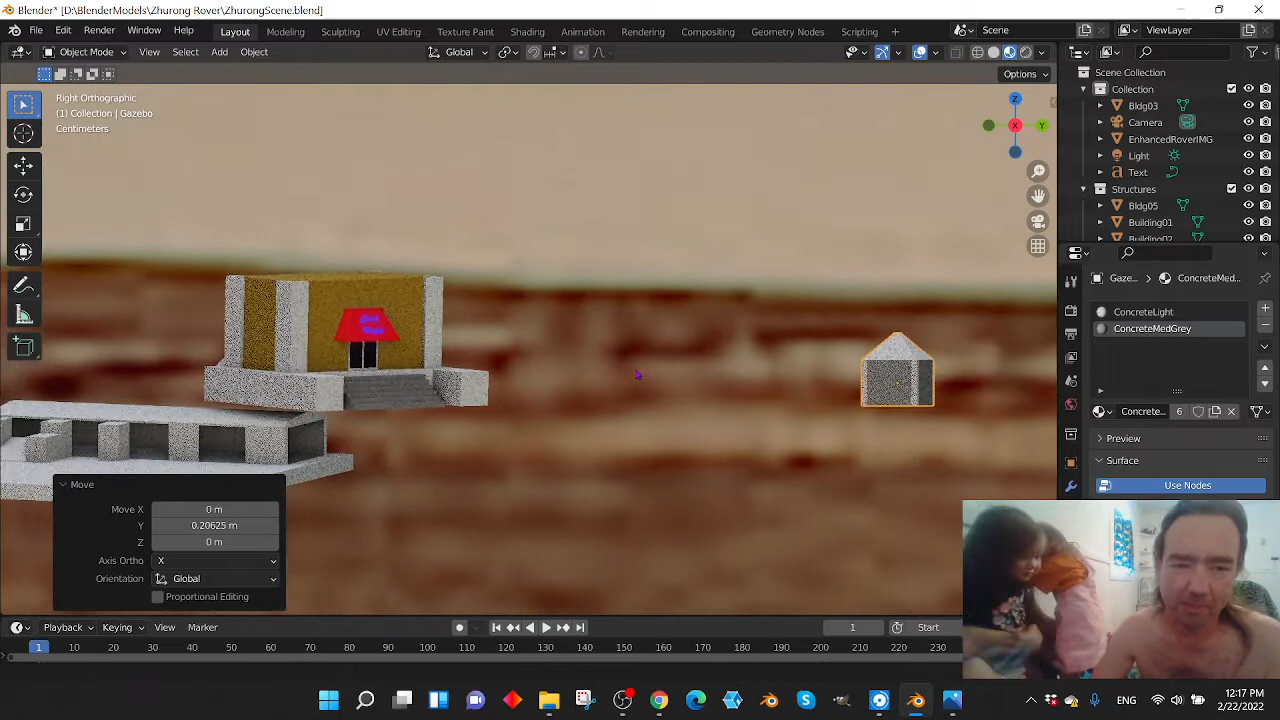 Blender* [D:\BlenderModels\Zhurong Rover\ZhurongScene.blend]
File Edit Render Window Help Layout Modeling Sculpting UV Editing Texture Paint Shading Animation Rendering Compositing Geometry Nodes Scripting + Scene ViewLayer
Object Mode View Select Add Object Global
Options
Right Orthographic
(1) Collection | Gazebo
Centimeters
Z
X
Y
Scene Collection
Collection
Bldg03
Camera
EnhancedRoverIMG
Light
Text
Structures
Bldg05
Building01
Building02
Gaze... ConcreteMed...
ConcreteLight
ConcreteMedGrey
Concrete... 6
Preview
Surface
Use Nodes
Move
Move X 0 m
Y 0.20625 m
Z 0 m
Axis Ortho X
Orientation Global
Proportional Editing
Playback Keying View Marker 1 Start
1 10 20 30 40 50 60 70 80 90 100 110 120 130 140 150 160 170 180 190 200 210 220 230
ENG
12:17 PM
2/22/2022